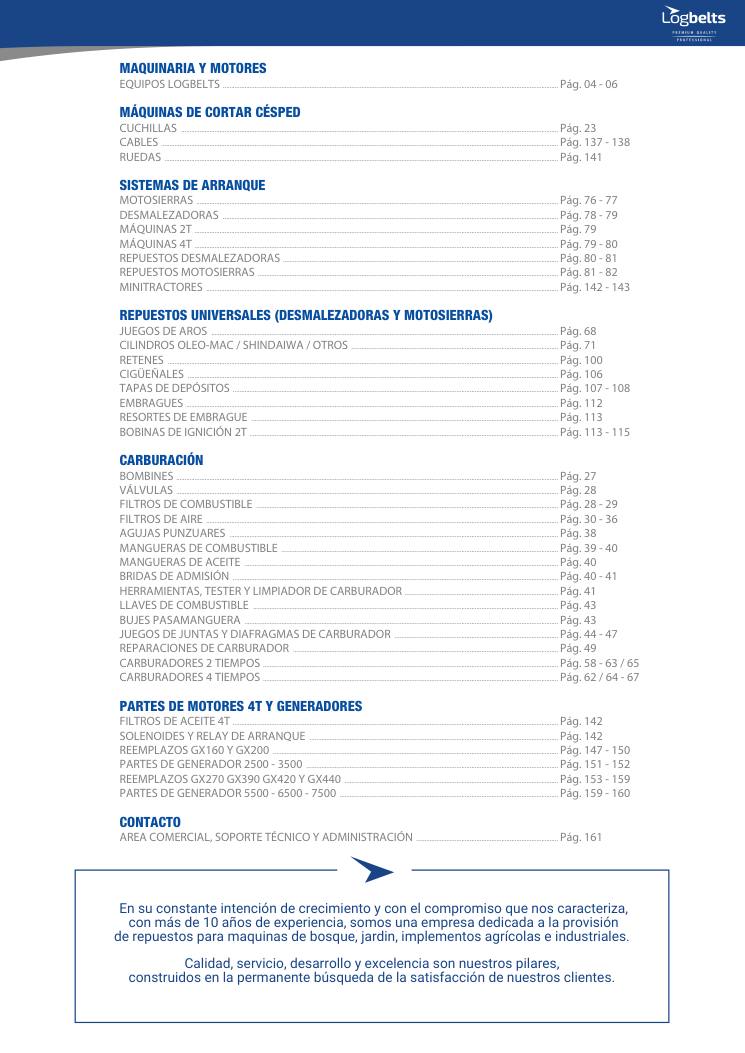 Logbelts
PREMIUM QUALITY
PROFESSIONAL
MAQUINARIA Y MOTORES
EQUIPOS LOGBELTS Pág. 04 - 06
MÁQUINAS DE CORTAR CÉSPED
CUCHILLAS Pág. 23
CABLES Pág. 137 - 138
RUEDAS Pág. 141
SISTEMAS DE ARRANQUE
MOTOSIERRAS Pág. 76 - 77
DESMALEZADORAS Pág. 78 - 79
MÁQUINAS 2T Pág. 79
MÁQUINAS 4T Pág. 79 - 80
REPUESTOS DESMALEZADORAS Pág. 80 - 81
REPUESTOS MOTOSIERRAS Pág. 81 - 82
MINITRACTORES Pág. 142 - 143
REPUESTOS UNIVERSALES (DESMALEZADORAS Y MOTOSIERRAS)
JUEGOS DE AROS Pág. 68
CILINDROS OLEO-MAC / SHINDAIWA / OTROS Pág. 71
RETENES Pág. 100
CIGÜEÑALES Pág. 106
TAPAS DE DEPÓSITOS Pág. 107 - 108
EMBRAGUES Pág. 112
RESORTES DE EMBRAGUE Pág. 113
BOBINAS DE IGNICIÓN 2T Pág. 113 - 115
CARBURACIÓN
BOMBINES Pág. 27
VÁLVULAS Pág. 28
FILTROS DE COMBUSTIBLE Pág. 28 - 29
FILTROS DE AIRE Pág. 30 - 36
AGUJAS PUNZUARES Pág. 38
MANGUERAS DE COMBUSTIBLE Pág. 39 - 40
MANGUERAS DE ACEITE Pág. 40
BRIDAS DE ADMISIÓN Pág. 40 - 41
HERRAMIENTAS, TESTER Y LIMPIADOR DE CARBURADOR Pág. 41
LLAVES DE COMBUSTIBLE Pág. 43
BUJES PASAMANGUERA Pág. 43
JUEGOS DE JUNTAS Y DIAFRAGMAS DE CARBURADOR Pág. 44 - 47
REPARACIONES DE CARBURADOR Pág. 49
CARBURADORES 2 TIEMPOS Pág. 58 - 63 / 65
CARBURADORES 4 TIEMPOS Pág. 62 / 64 - 67
PARTES DE MOTORES 4T Y GENERADORES
FILTROS DE ACEITE 4T Pág. 142
SOLENOIDES Y RELAY DE ARRANQUE Pág. 142
REEMPLAZOS GX160 Y GX200 Pág. 147 - 150
PARTES DE GENERADOR 2500 - 3500 Pág. 151 - 152
REEMPLAZOS GX270 GX390 GX420 Y GX440 Pág. 153 - 159
PARTES DE GENERADOR 5500 - 6500 - 7500 Pág. 159 - 160
CONTACTO
AREA COMERCIAL, SOPORTE TÉCNICO Y ADMINISTRACIÓN Pág. 161
En su constante intención de crecimiento y con el compromiso que nos caracteriza,
con más de 10 años de experiencia, somos una empresa dedicada a la provisión
de repuestos para maquinas de bosque, jardin, implementos agrícolas e industriales.
Calidad, servicio, desarrollo y excelencia son nuestros pilares,
construidos en la permanente búsqueda de la satisfacción de nuestros clientes.